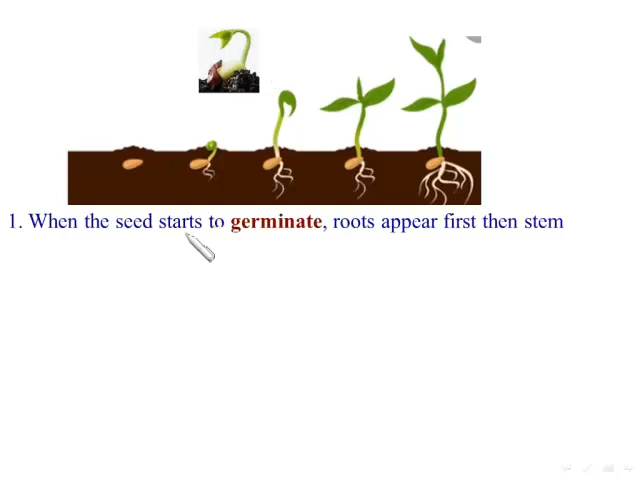 1. When the seed starts to germinate, roots appear first then stem